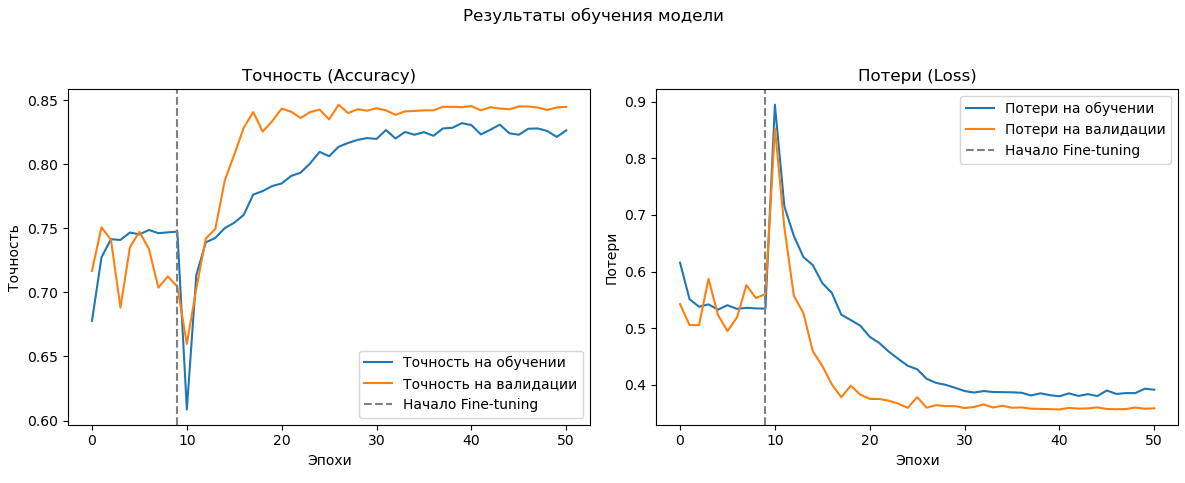 Результаты обучения модели
Точность (Accuracy)
Точность
0.85
0.80
0.75
0.70
0.65
0.60
0
10
20
30
40
50
Эпохи
Точность на обучении
Точность на валидации
Начало Fine-tuning
Потери (Loss)
Потери
0.9
0.8
0.7
0.6
0.5
0.4
0
10
20
30
40
50
Эпохи
Потери на обучении
Потери на валидации
Начало Fine-tuning